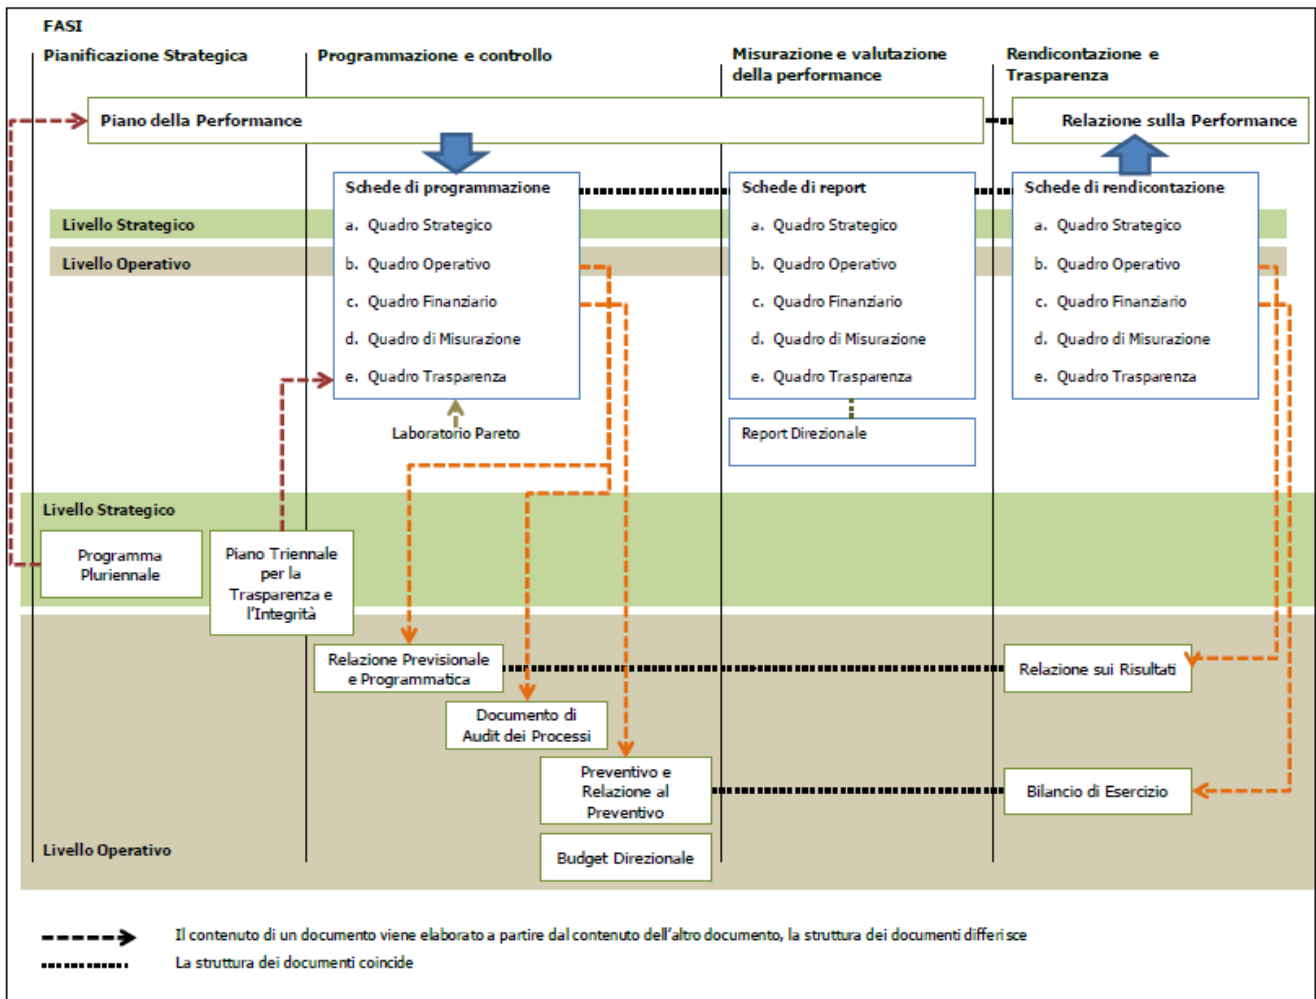 FASI
Pianificazione Strategica
Programmazione e controllo
Misurazione e valutazione
della performance
Rendicontazione e
Trasparenza
Piano della Performance
Relazione sulla Performance
Schede di programmazione
a. Quadro Strategico
b. Quadro Operativo
c. Quadro Finanziario
d. Quadro di Misurazione
e. Quadro Trasparenza
Schede di report
a. Quadro Strategico
b. Quadro Operativo
c. Quadro Finanziario
d. Quadro di Misurazione
e. Quadro Trasparenza
Schede di rendicontazione
a. Quadro Strategico
b. Quadro Operativo
c. Quadro Finanziario
d. Quadro di Misurazione
e. Quadro Trasparenza
Livello Strategico
Livello Operativo
Laboratorio Pareto
Report Direzionale
Livello Strategico
Programma
Pluriennale
Piano Triennale
per la
Trasparenza e
l'Integrità
Relazione Previsionale
e Programmatica
Relazione sui Risultati
Documento di
Audit dei Processi
Preventivo e
Relazione al
Preventivo
Bilancio di Esercizio
Livello Operativo
Budget Direzionale
Il contenuto di un documento viene elaborato a partire dal contenuto dell'altro documento, la struttura dei documenti differisce
La struttura dei documenti coincide